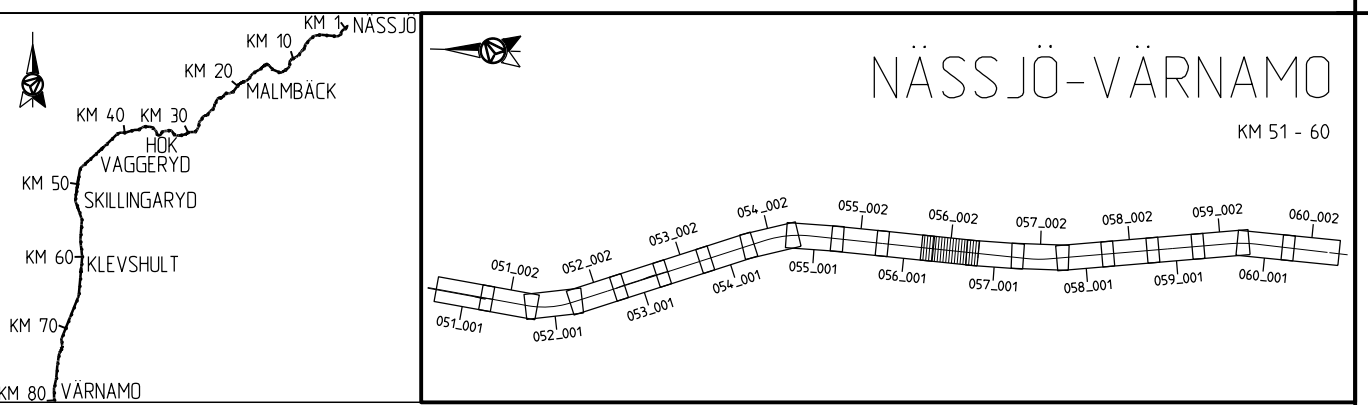 KM 1
NÄSSJÖ
KM 10
KM 20
MALMBÄCK
KM 40
KM 30
HOK
VAGGERYD
KM 50
SKILLINGARYD
KM 60
KLEVSHULT
KM 70
KM 80
VÄRNAMO
NÄSSJÖ-VÄRNAMO
KM 51 - 60
051_001
051_002
052_001
052_002
053_001
053_002
054_001
054_002
055_001
055_002
056_001
056_002
057_001
057_002
058_001
058_002
059_001
059_002
060_001
060_002